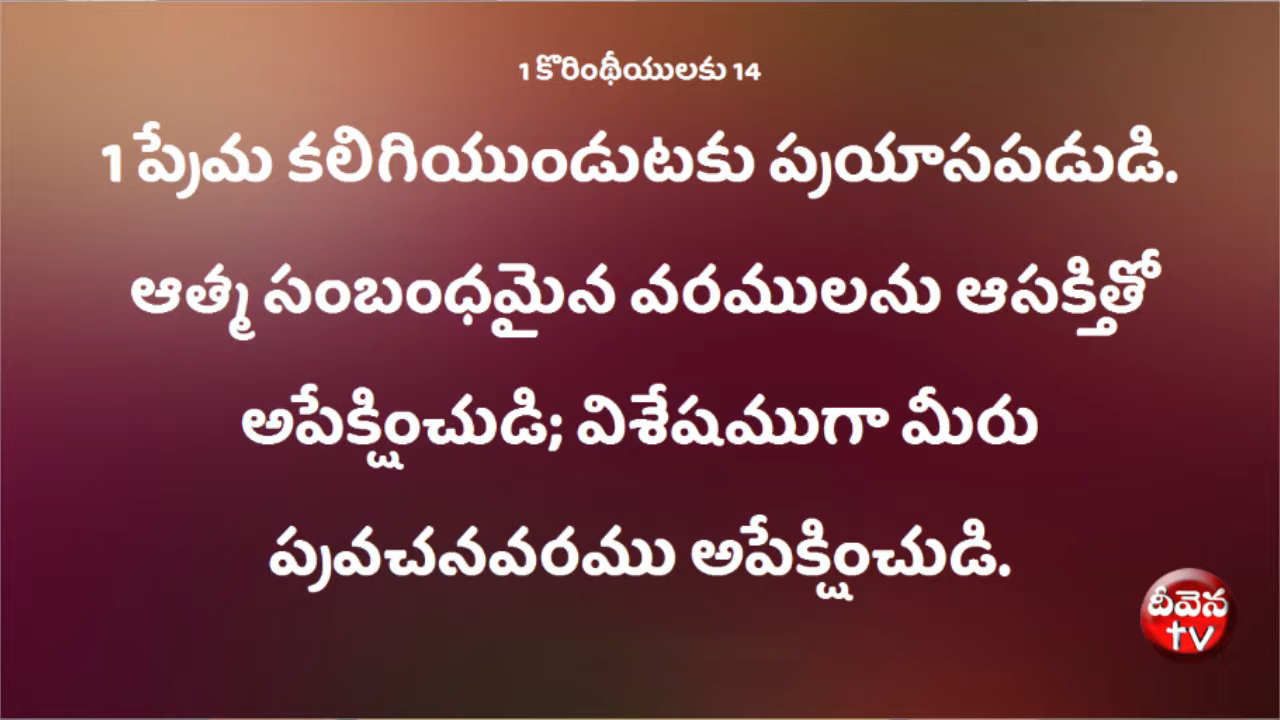 1 కొరింథీయులకు 14
1 ప్రేమ కలిగియుండుటకు ప్రయాసపడుడి.
ఆత్మ సంబంధమైన వరములను ఆసక్తితో
అపేక్షించుడి; విశేషముగా మీరు
ప్రవచనవరము అపేక్షించుడి.
దీవెన
tv